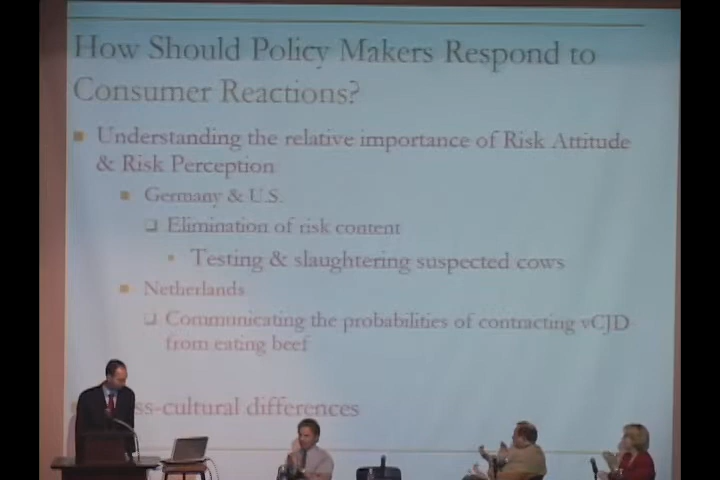 How Should Policy Makers Respond to
Consumer Reactions?
Understanding the relative importance of Risk Attitude
& Risk Perception
Germany & U.S.
Elimination of risk content
Testing & slaughtering suspected cows
Netherlands
Communicating the probabilities of contracting vCJD
from eating beef
ss-cultural differences